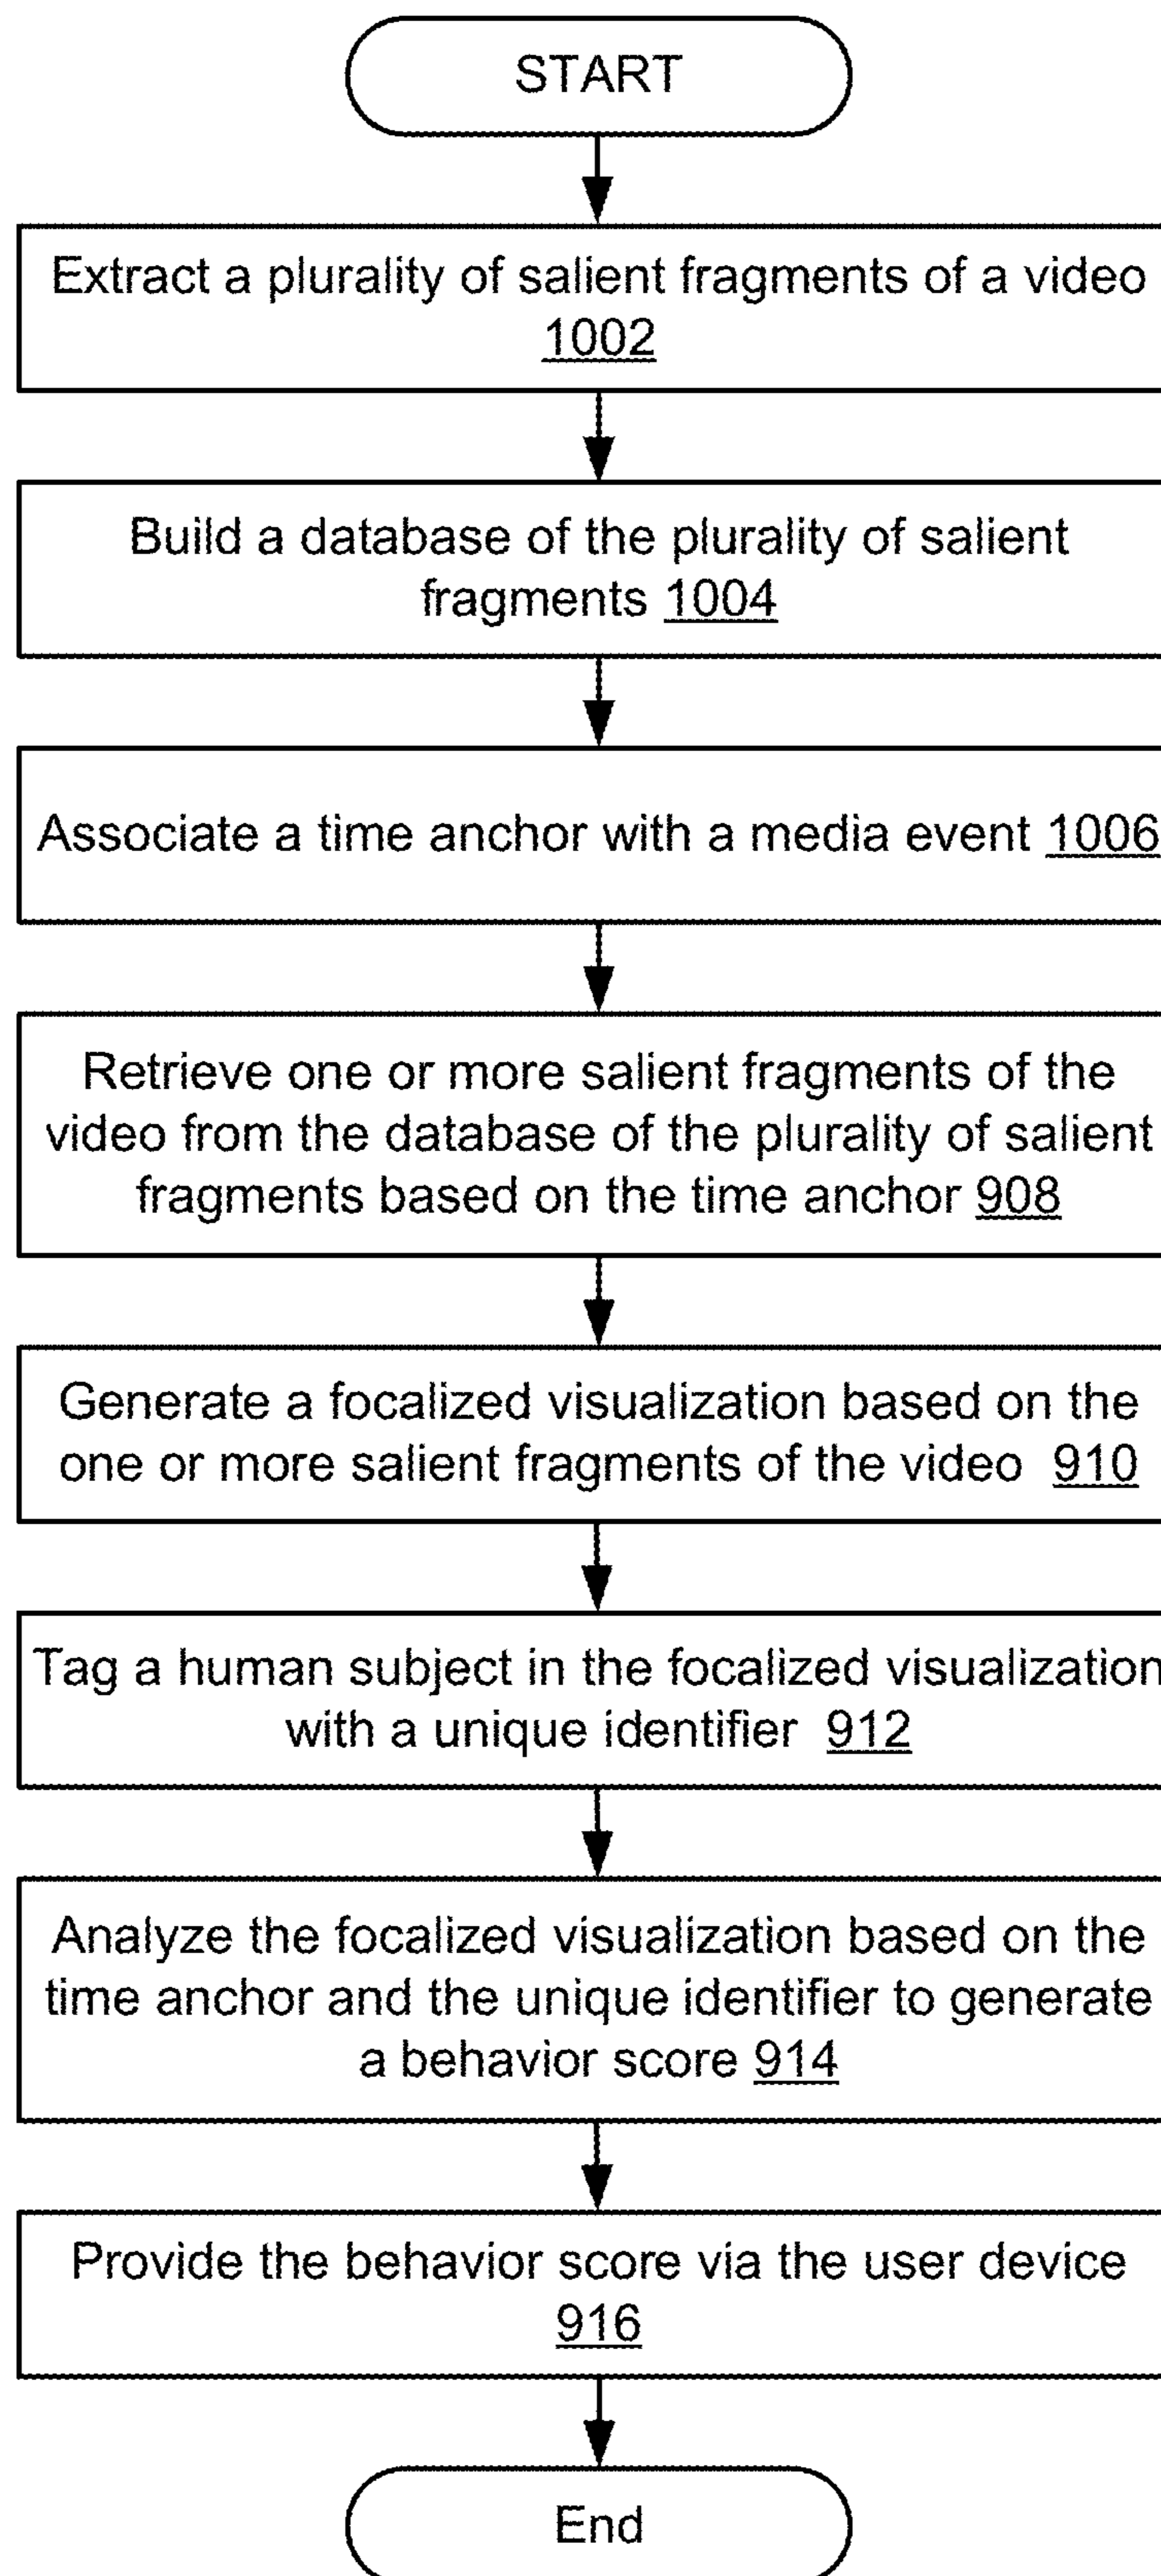 START
Extract a plurality of salient fragments of a video
1002
Build a database of the plurality of salient
fragments 1004
Associate a time anchor with a media event 1006
Retrieve one or more salient fragments of the
video from the database of the plurality of salient
fragments based on the time anchor 908
Generate a focalized visualization based on the
one or more salient fragments of the video 910
Tag a human subject in the focalized visualization
with a unique identifier 912
Analyze the focalized visualization based on the
time anchor and the unique identifier to generate
a behavior score 914
Provide the behavior score via the user device
916
End